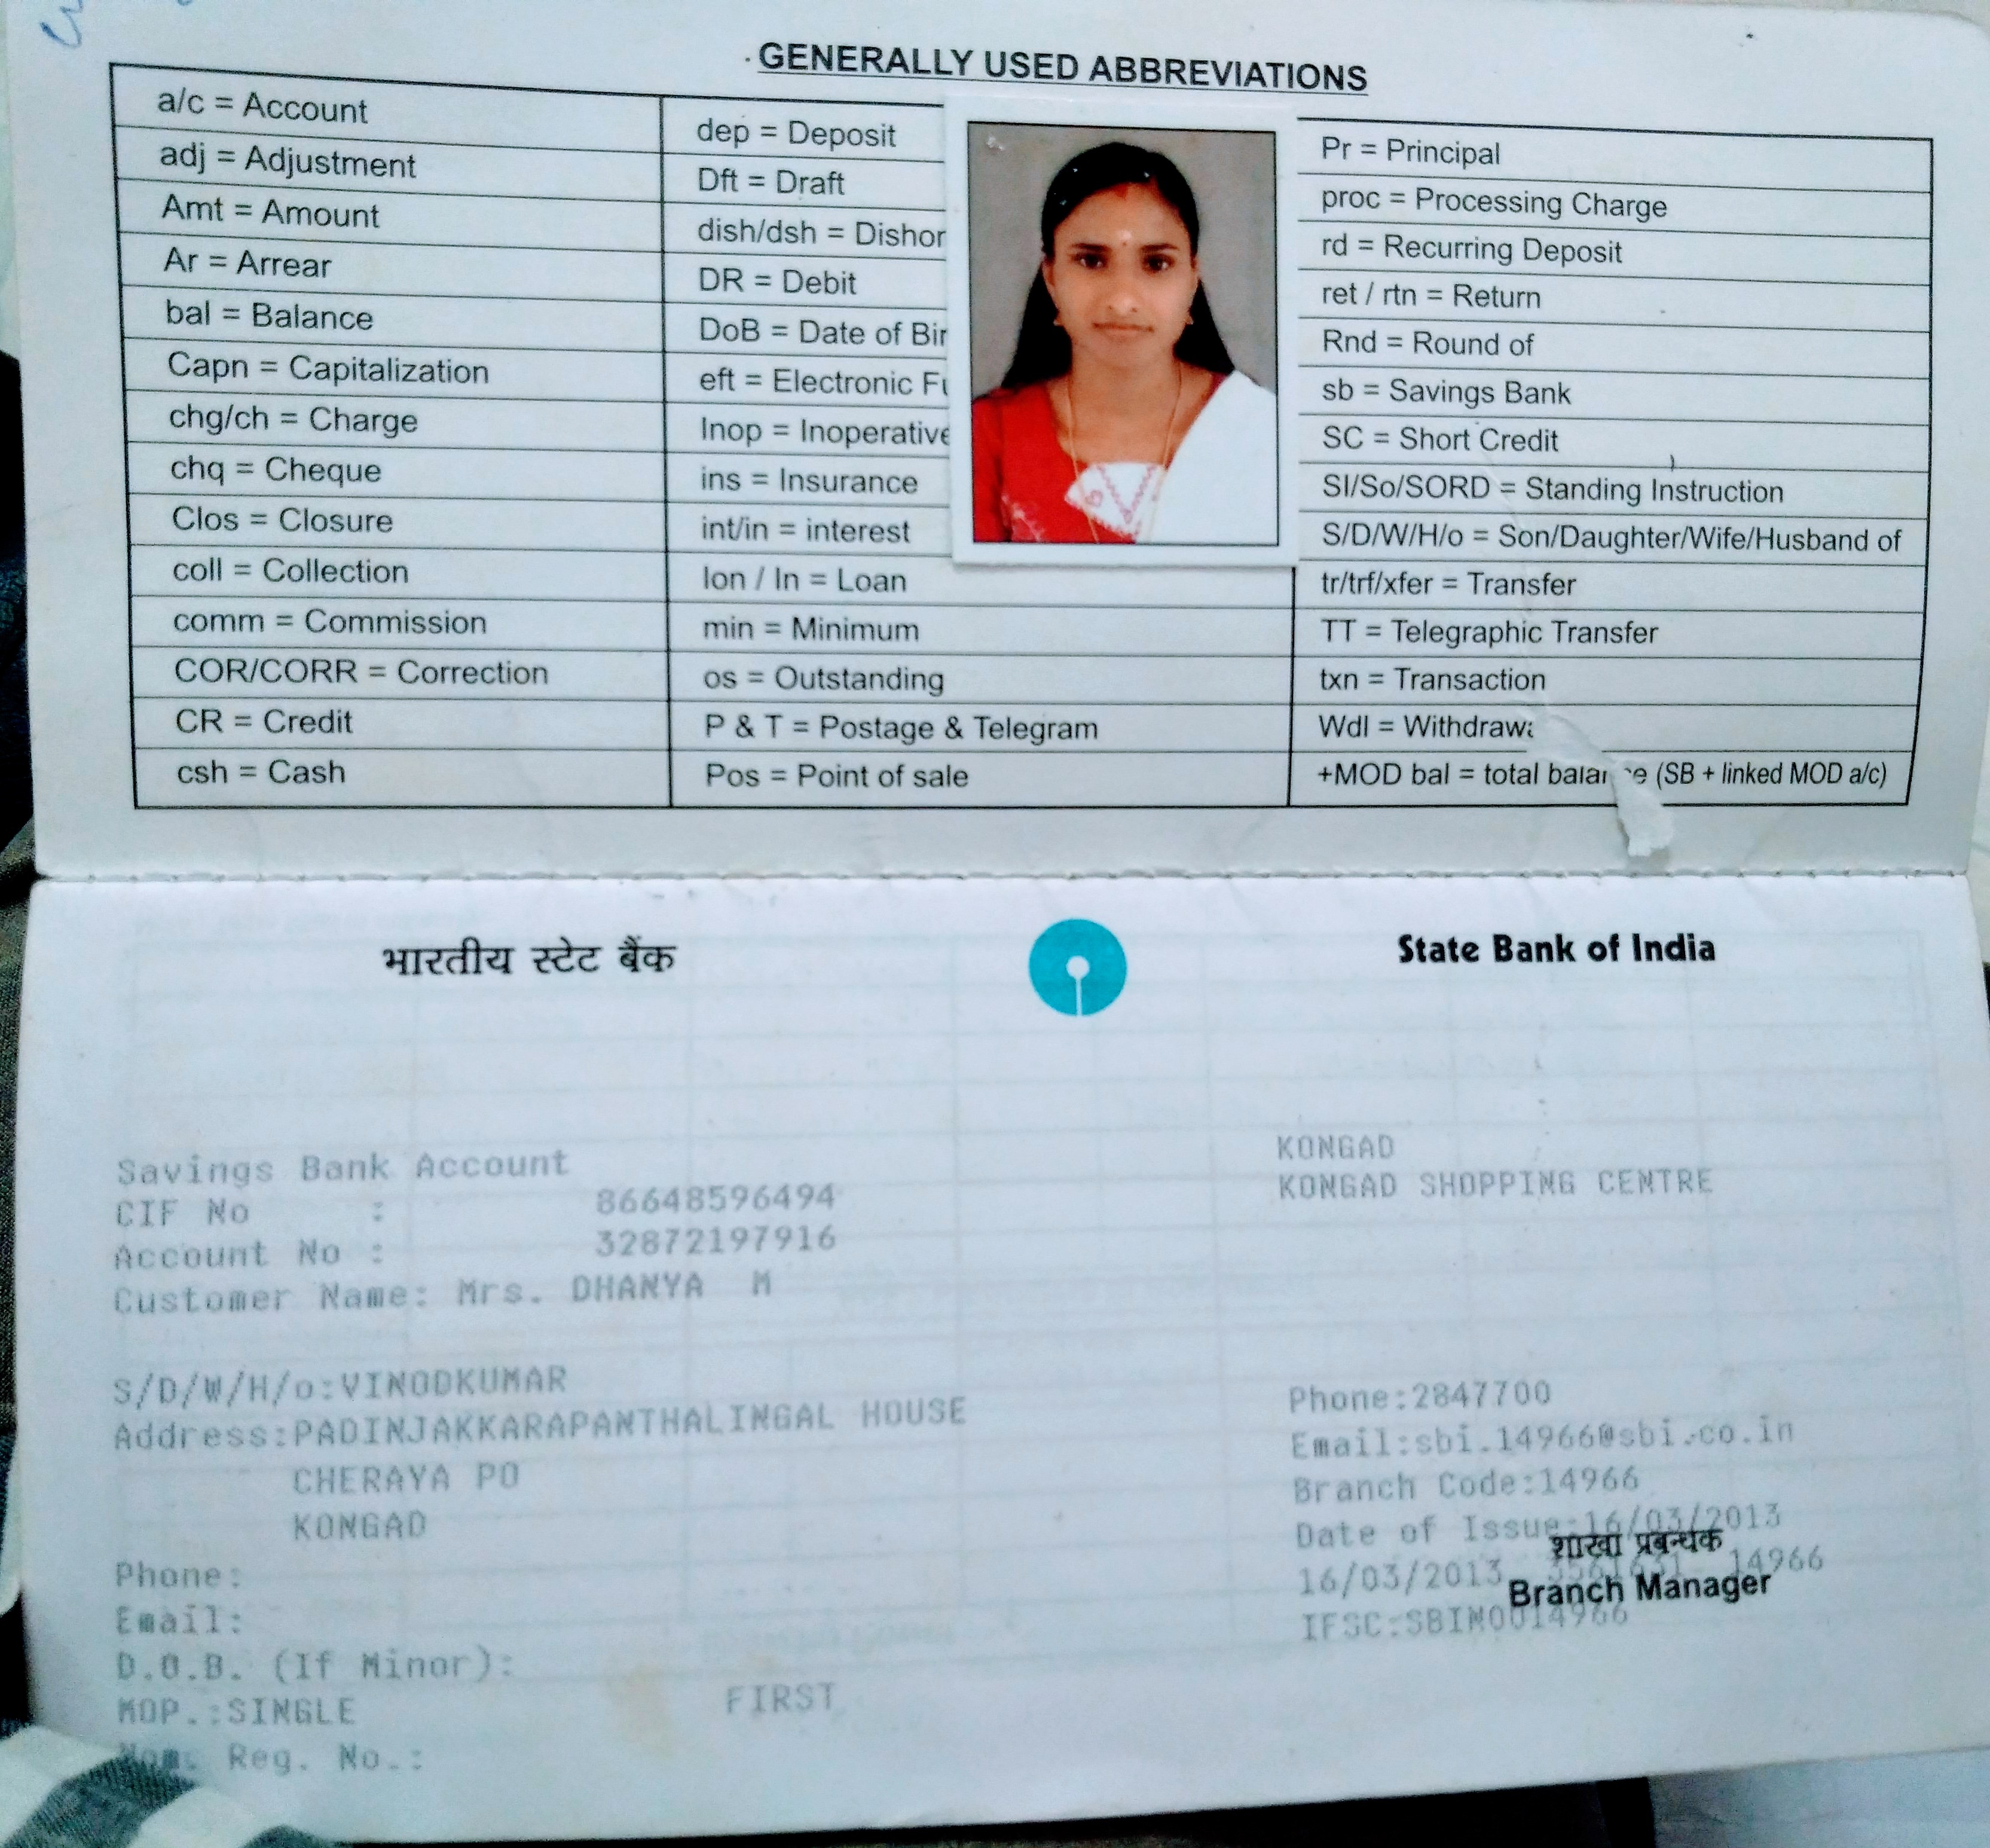 GENERALLY USED ABBREVIATIONS
a/c = Account
adj = Adjustment
Amt = Amount
Ar = Arrear
bal = Balance
Capn = Capitalization
chg/ch = Charge
chq = Cheque
Clos = Closure
coll = Collection
comm = Commission
COR/CORR = Correction
CR = Credit
csh = Cash
dep = Deposit
Dft = Draft
dish/dsh = Dishor
DR = Debit
DoB = Date of Bir
eft = Electronic Fu
Inop = Inoperative
ins = Insurance
int/in = interest
lon / In = Loan
min = Minimum
os = Outstanding
P & T = Postage & Telegram
Pos = Point of sale
Pr = Principal
proc = Processing Charge
rd = Recurring Deposit
ret / rtn = Return
Rnd = Round of
sb = Savings Bank
SC = Short Credit
SI/So/SORD = Standing Instruction
S/D/W/H/o = Son/Daughter/Wife/Husband of
tr/trf/xfer = Transfer
TT = Telegraphic Transfer
txn = Transaction
Wdl = Withdrawa
+MOD bal = total balance (SB + linked MOD a/c)
भारतीय स्टेट बैंक
State Bank of India
Savings Bank Account
CIF No : 86648596494
Account No : 32872197916
Customer Name: Mrs. DHANYA M
S/D/W/H/o:VINODKUMAR
Address:PADINJAKKARAPANTHALINGAL HOUSE
CHERAYA PO
KONGAD
Phone:
Email:
D.O.B. (If Minor):
MOP.:SINGLE FIRST
Nom. Reg. No.:
KONGAD
KONGAD SHOPPING CENTRE
Phone:2847700
Email:sbi.14966@sbi.co.in
Branch Code:14966
Date of Issue:16/03/2013
शाखा प्रबन्धक
16/03/2013 14966
Branch Manager
IFSC:SBIN0014966